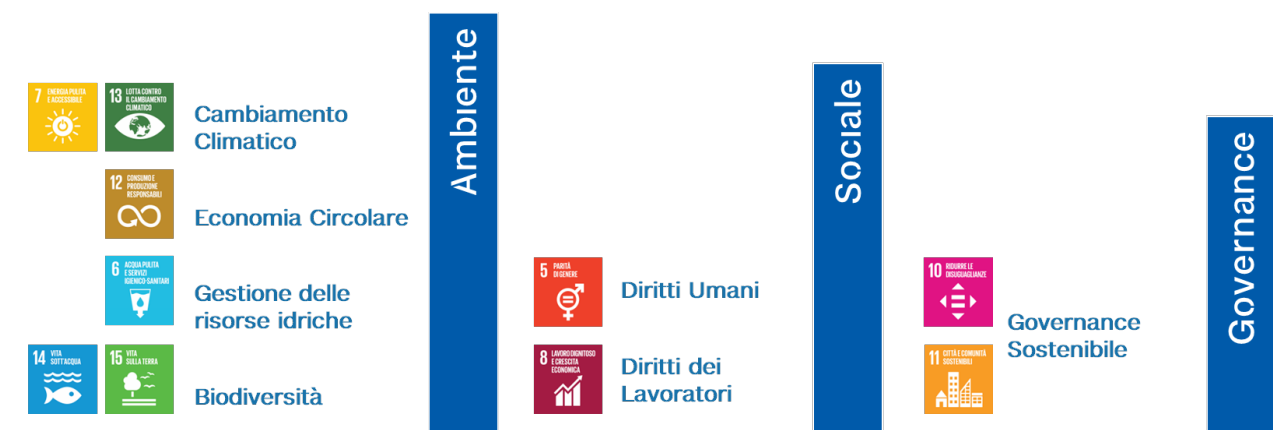 Ambiente
7 ENERGIA PULITA
E ACCESSIBILE
13 LOTTA CONTRO
IL CAMBIAMENTO
CLIMATICO
Cambiamento
Climatico
12 CONSUMO E
PRODUZIONE
RESPONSABILI
Economia Circolare
6 ACQUA PULITA
E SERVIZI
IGIENICO-SANITARI
Gestione delle
risorse idriche
14 VITA
SOTT'ACQUA
15 VITA
SULLA TERRA
Biodiversità
Sociale
5 PARITÀ
DI GENERE
Diritti Umani
8 LAVORO DIGNITOSO
E CRESCITA
ECONOMICA
Diritti dei
Lavoratori
Governance
10 RIDURRE LE
DISUGUAGLIANZE
11 CITTÀ E COMUNITÀ
SOSTENIBILI
Governance
Sostenibile